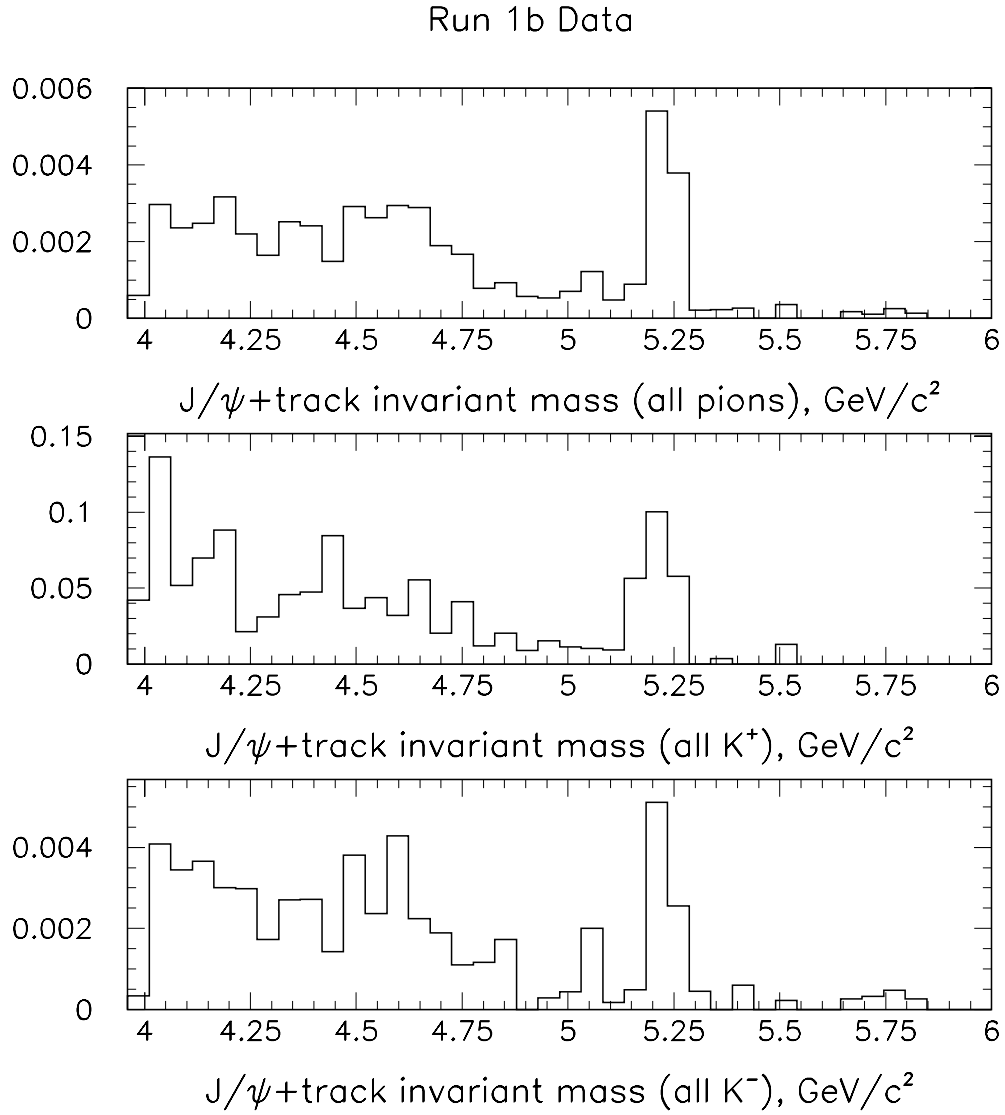 Run 1b Data
0.006
0.004
0.002
0
4 4.25 4.5 4.75 5 5.25 5.5 5.75 6
J/ψ+track invariant mass (all pions), GeV/c²
0.15
0.1
0.05
0
4 4.25 4.5 4.75 5 5.25 5.5 5.75 6
J/ψ+track invariant mass (all K⁺), GeV/c²
0.004
0.002
0
4 4.25 4.5 4.75 5 5.25 5.5 5.75 6
J/ψ+track invariant mass (all K⁻), GeV/c²